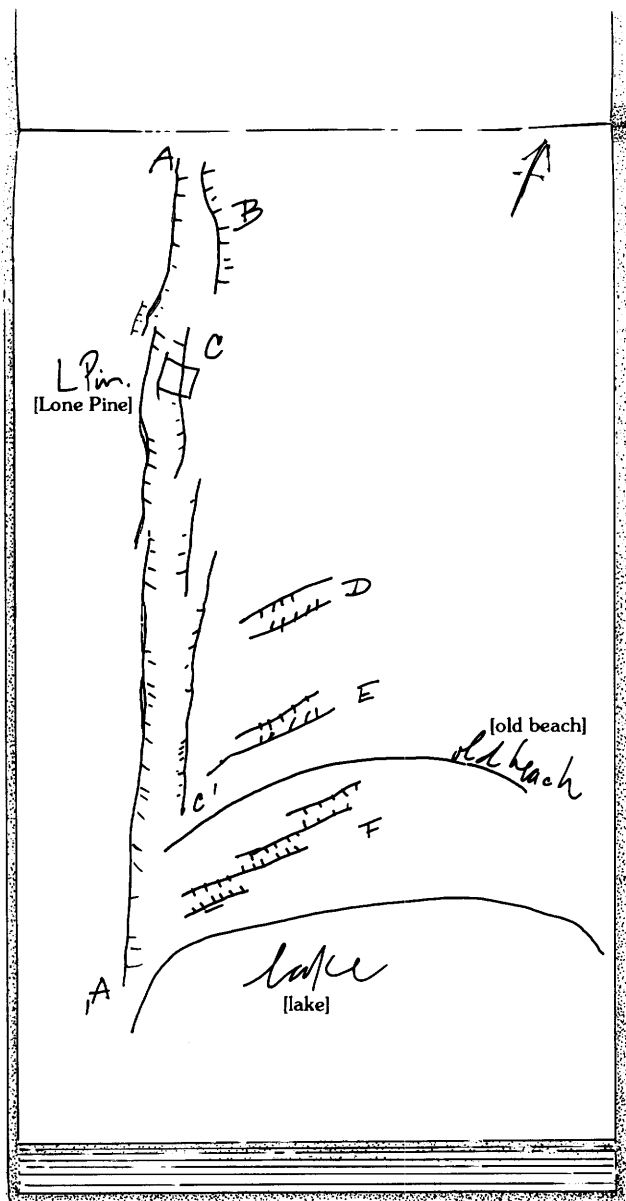 A
B
C
L Pin.
[Lone Pine]
D
E
[old beach]
old beach
C'
F
A
lake
[lake]